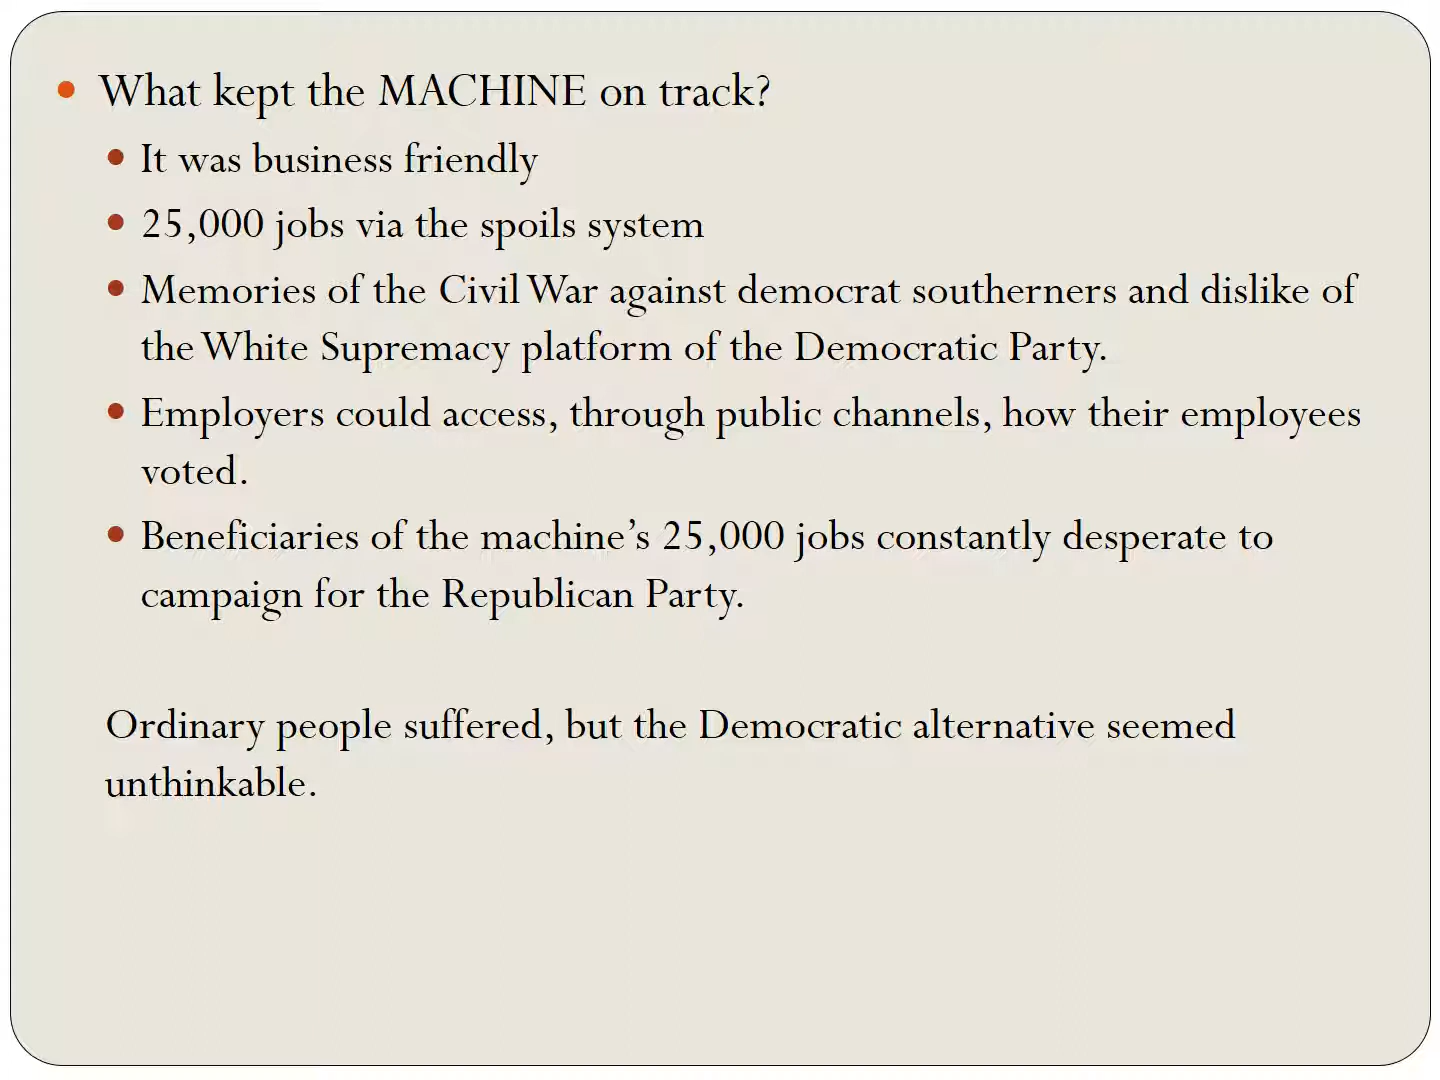 What kept the MACHINE on track?
It was business friendly
25,000 jobs via the spoils system
Memories of the Civil War against democrat southerners and dislike of
the White Supremacy platform of the Democratic Party.
Employers could access, through public channels, how their employees
voted.
Beneficiaries of the machine’s 25,000 jobs constantly desperate to
campaign for the Republican Party.
Ordinary people suffered, but the Democratic alternative seemed
unthinkable.